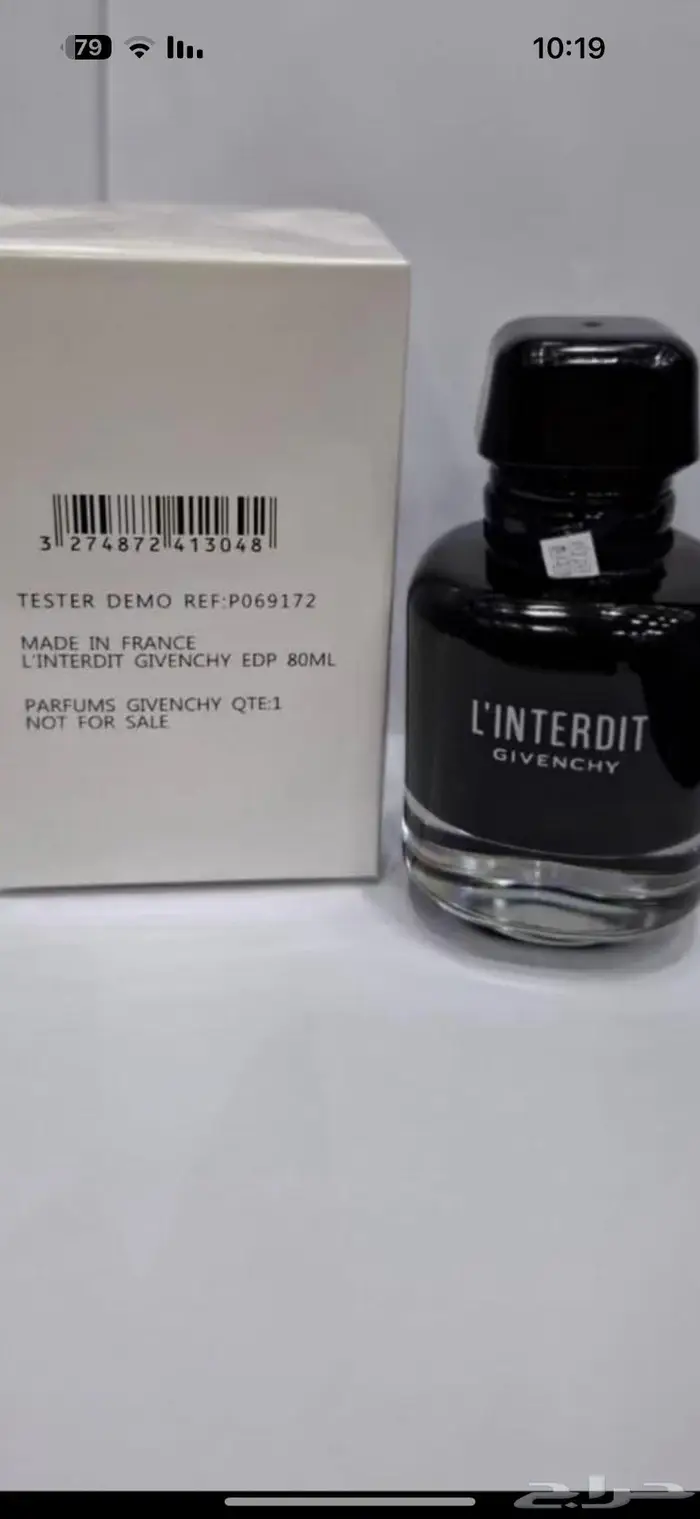 79
10:19
3 274872 413048
TESTER DEMO REF:P069172
MADE IN FRANCE
L'INTERDIT GIVENCHY EDP 80ML
PARFUMS GIVENCHY QTE:1
NOT FOR SALE
L'INTERDIT
GIVENCHY
حراج